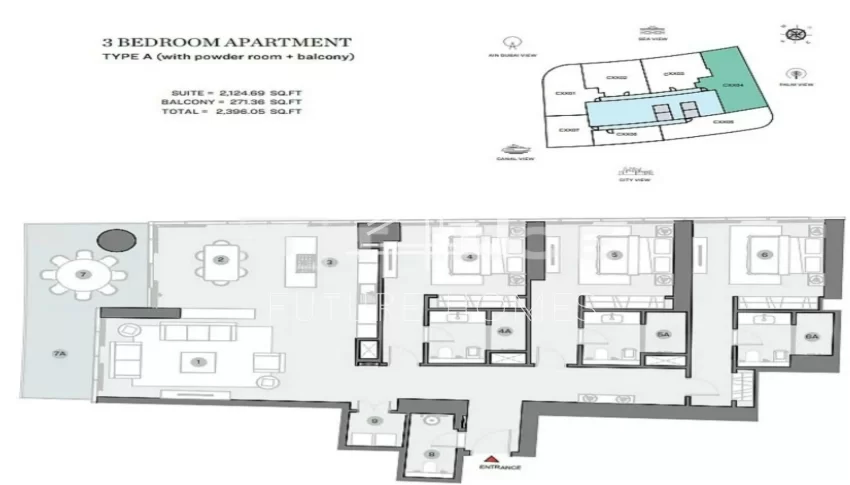 3 BEDROOM APARTMENT
TYPE A (with powder room + balcony)
SUITE = 2,124.69 SQ.FT
BALCONY = 271.36 SQ.FT
TOTAL = 2,396.05 SQ.FT
SEA VIEW
AIN DUBAI VIEW
PALM VIEW
CANAL VIEW
CITY VIEW
CXX01
CXX02
CXX03
CXX04
CXX05
CXX06
CXX07
FUTURE HOMES
7
2
3
4
5
6
4A
5A
6A
7A
1
9
8
ENTRANCE